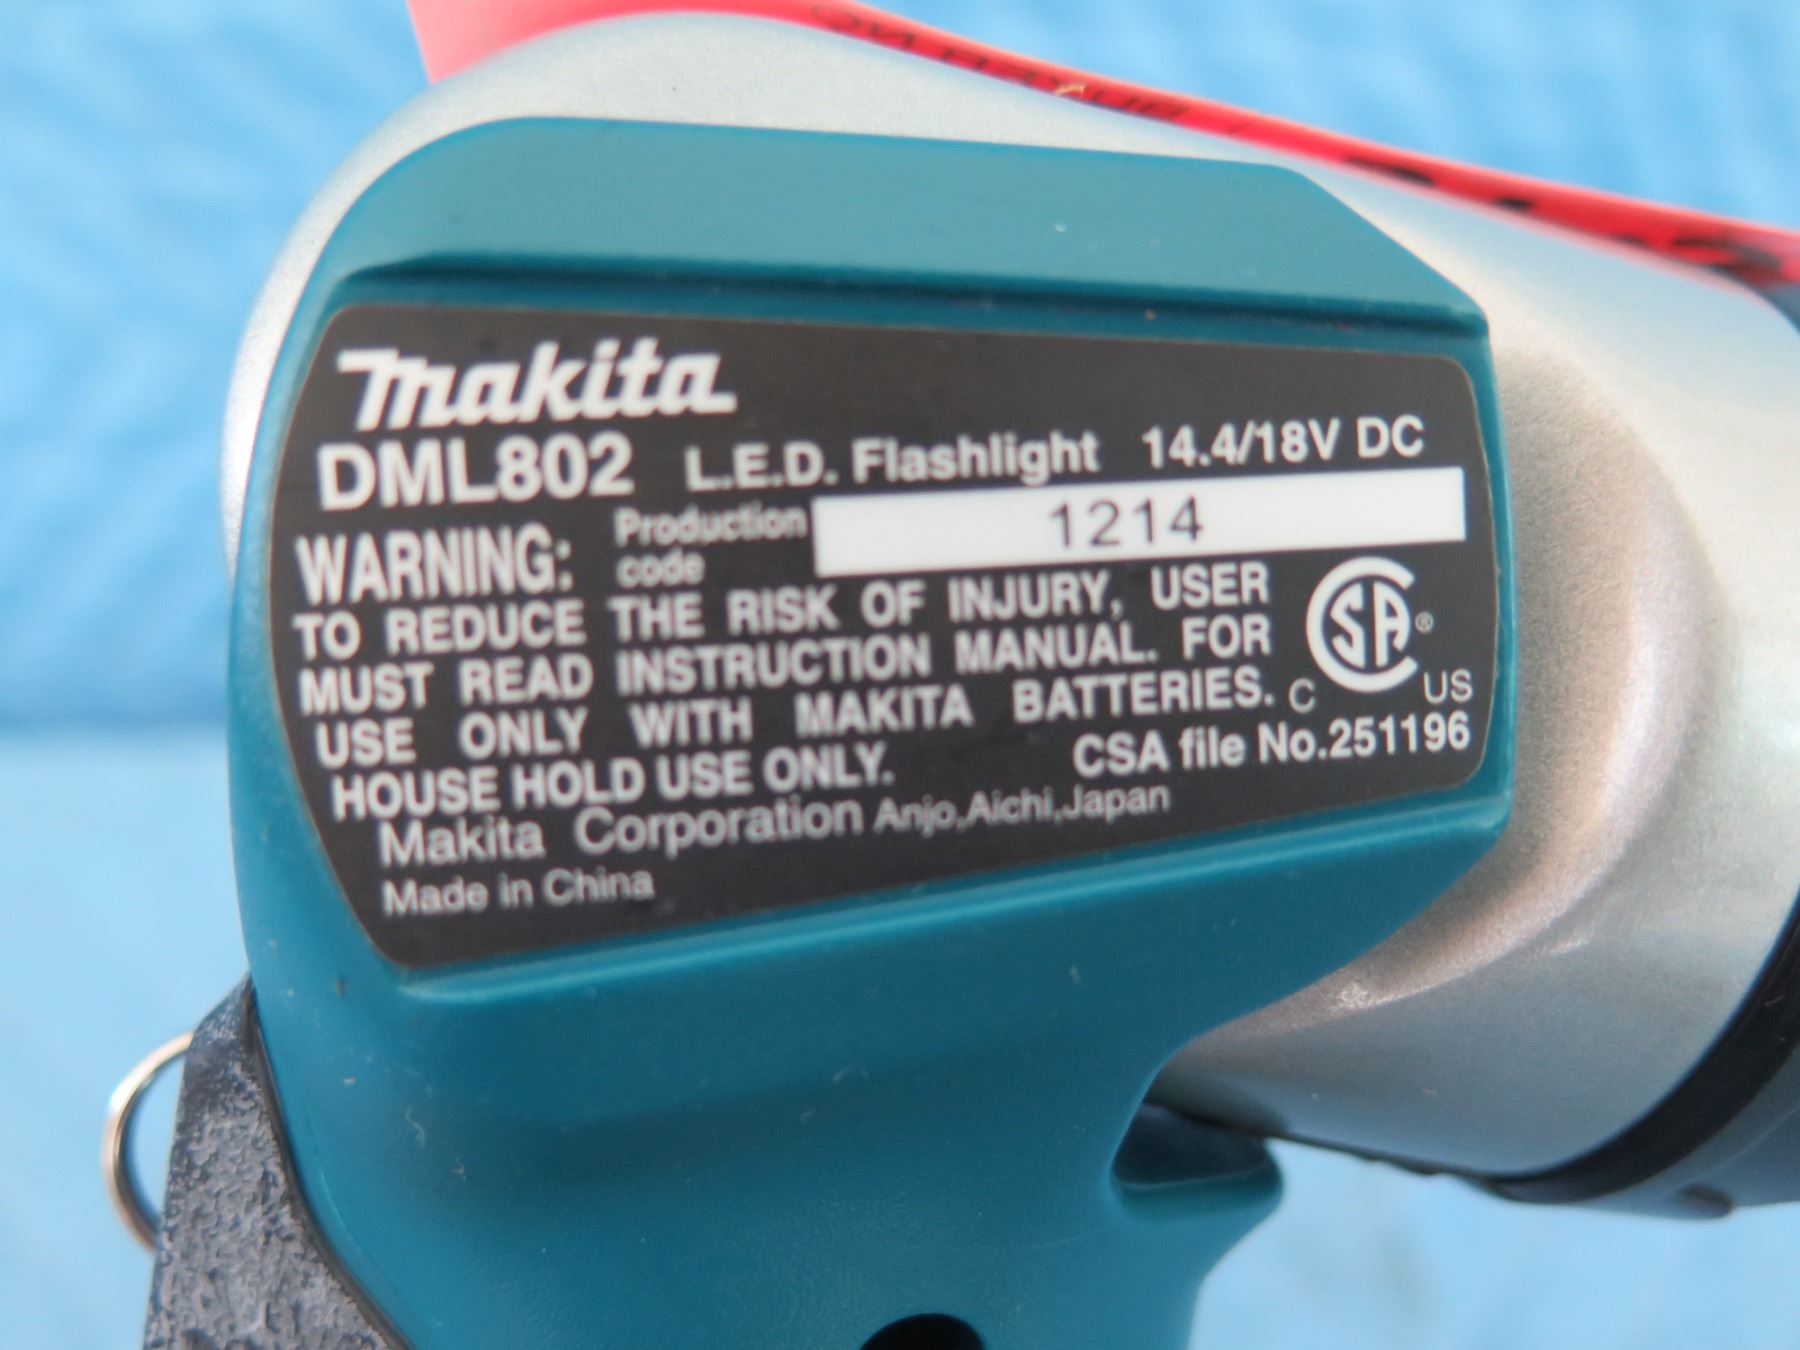 makita
DML802 L.E.D. Flashlight 14.4/18V DC
WARNING: Production code 1214
TO REDUCE THE RISK OF INJURY, USER
MUST READ INSTRUCTION MANUAL. FOR
USE ONLY WITH MAKITA BATTERIES.
HOUSE HOLD USE ONLY.
C CSA® US
CSA file No.251196
Makita Corporation Anjo,Aichi,Japan
Made in China